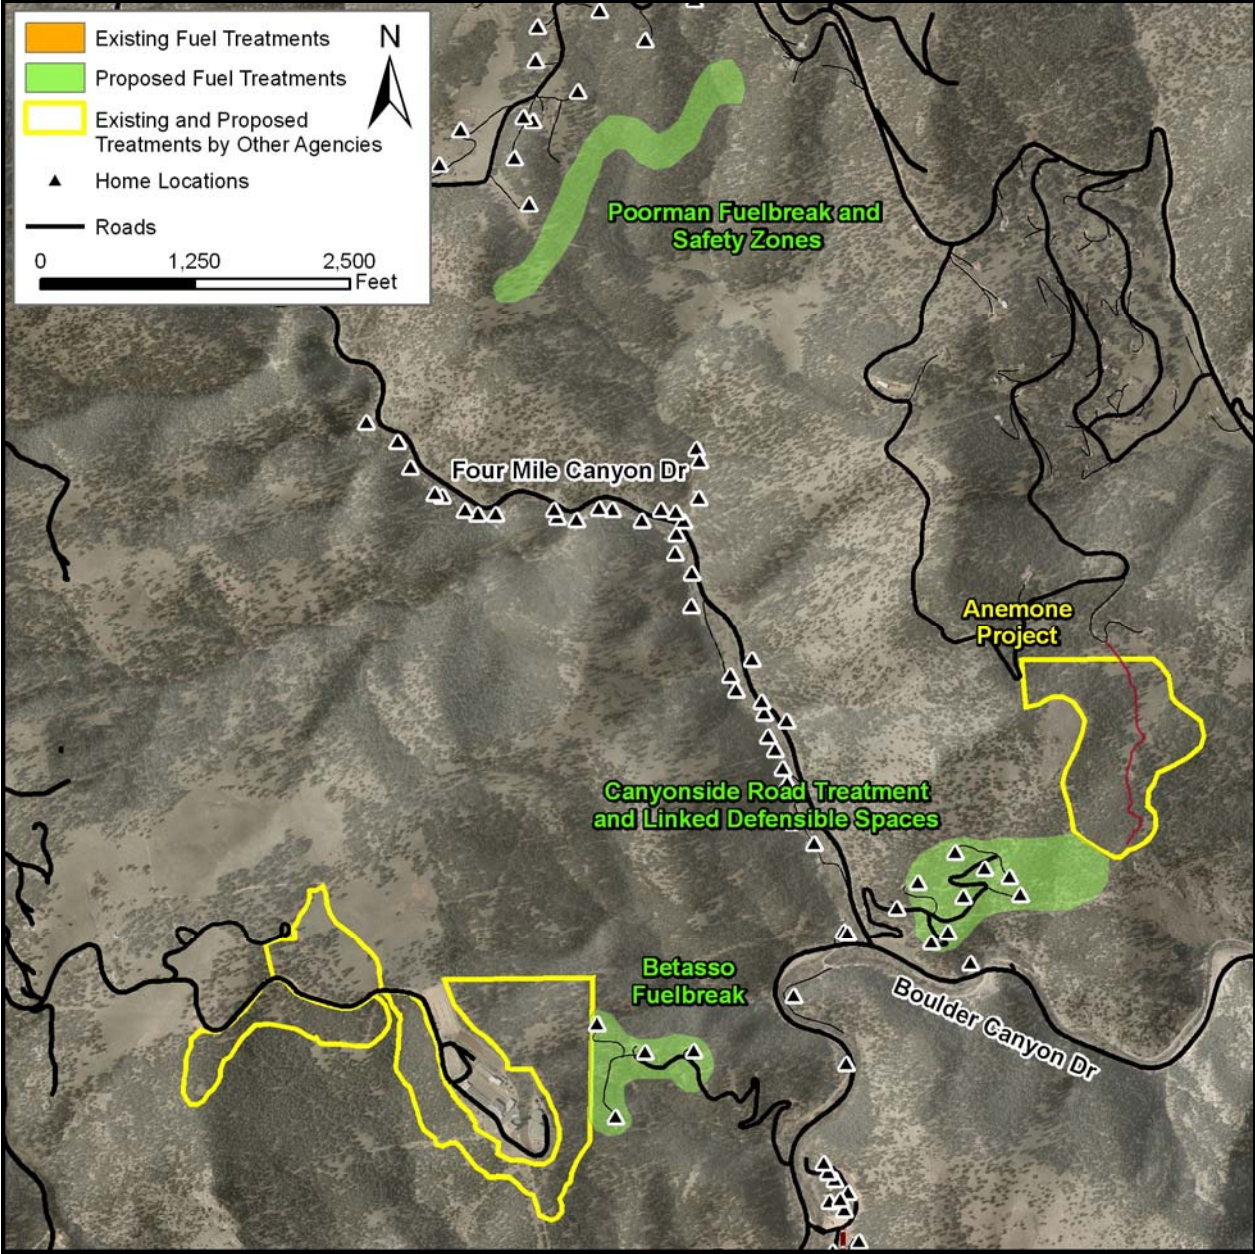 Existing Fuel Treatments
N
Proposed Fuel Treatments
Existing and Proposed
Treatments by Other Agencies
Home Locations
Roads
0 1,250 2,500
Feet
Poorman Fuelbreak and
Safety Zones
Four Mile Canyon Dr
Anemone
Project
Canyonside Road Treatment
and Linked Defensible Spaces
Betasso
Fuelbreak
Boulder Canyon Dr